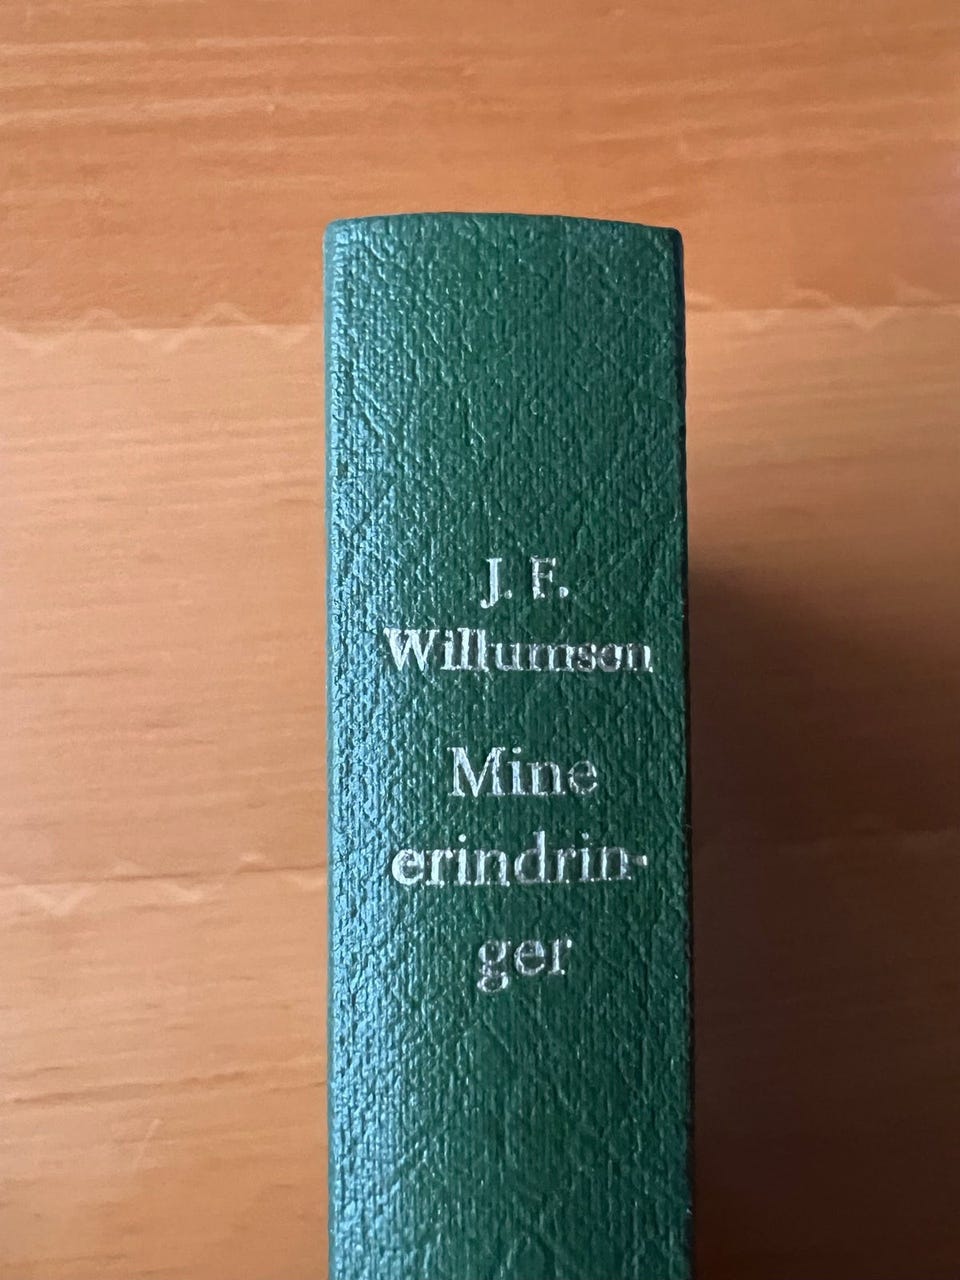 J. F.
Willumsen
Mine
erindrin-
ger